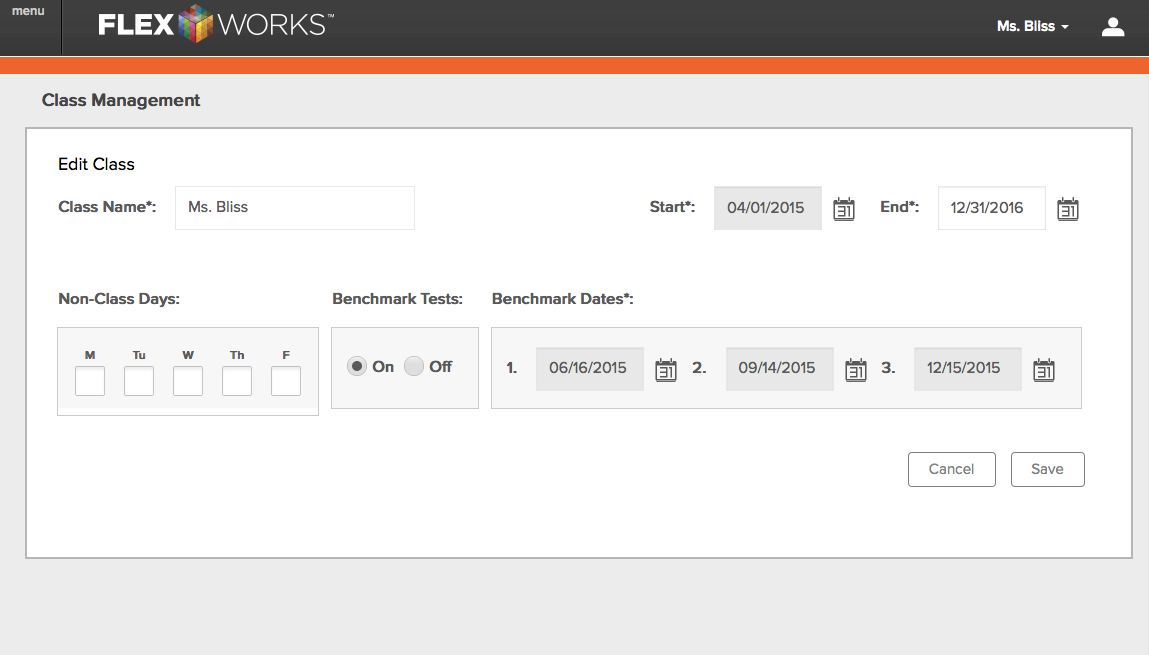 menu
FLEXWORKS™
Ms. Bliss
Class Management
Edit Class
Class Name*: Ms. Bliss Start*: 04/01/2015 31 End*: 12/31/2016 31
Non-Class Days: Benchmark Tests: Benchmark Dates*:
M Tu W Th F
On Off 1. 06/16/2015 31 2. 09/14/2015 31 3. 12/15/2015 31
Cancel Save